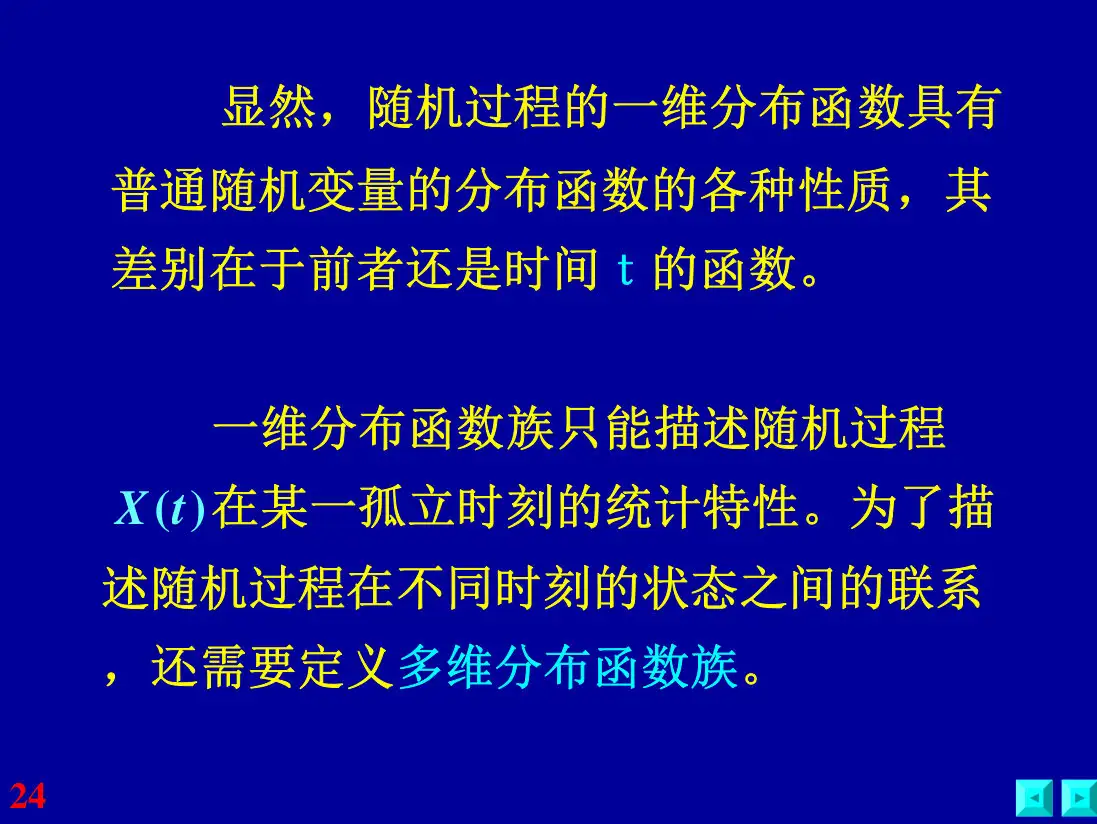 显然，随机过程的一维分布函数具有
普通随机变量的分布函数的各种性质，其
差别在于前者还是时间 t 的函数。
一维分布函数族只能描述随机过程
X(t)在某一孤立时刻的统计特性。为了描
述随机过程在不同时刻的状态之间的联系
，还需要定义多维分布函数族。
24